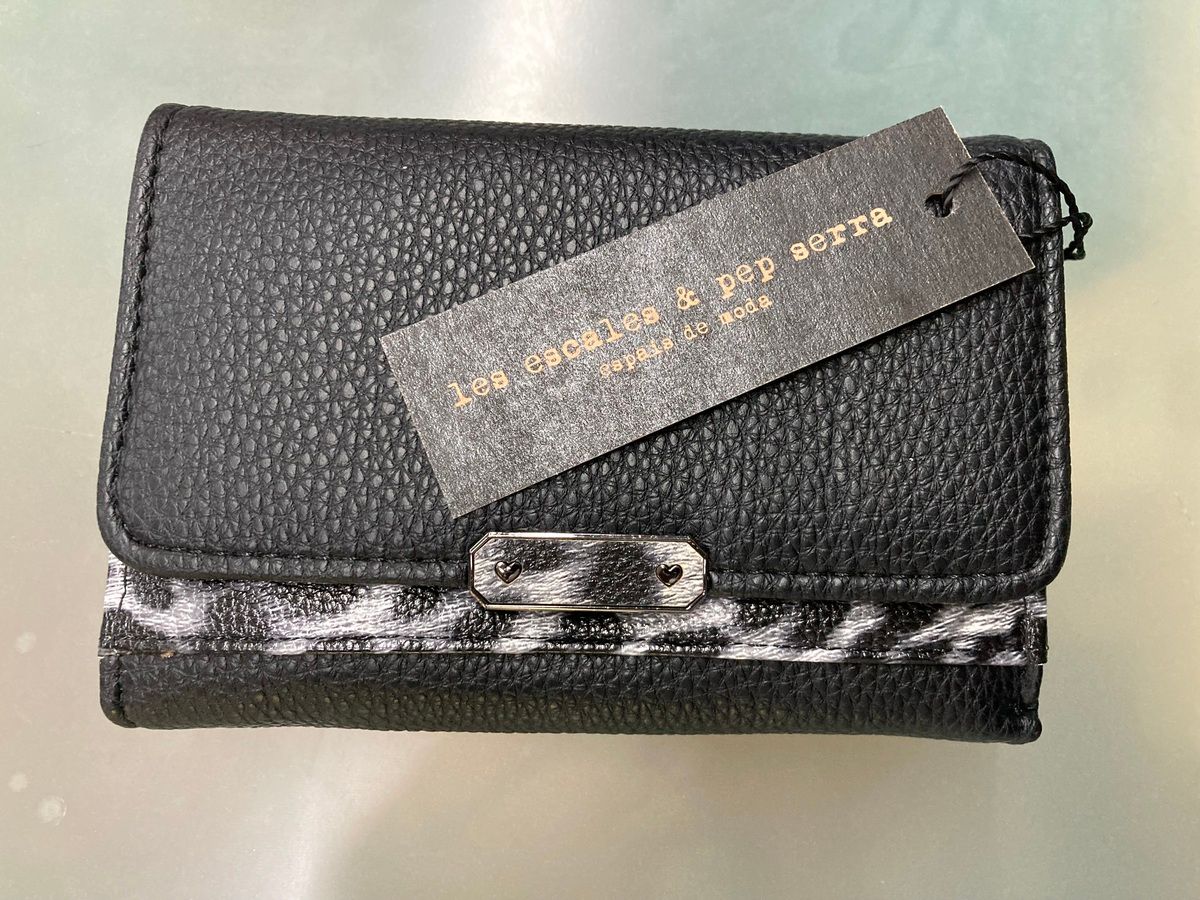 les escales & pep serra
espais de moda